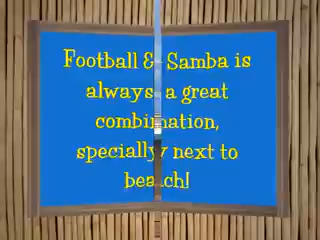 Football & Samba is
always a great
combination,
specially next to
beach!